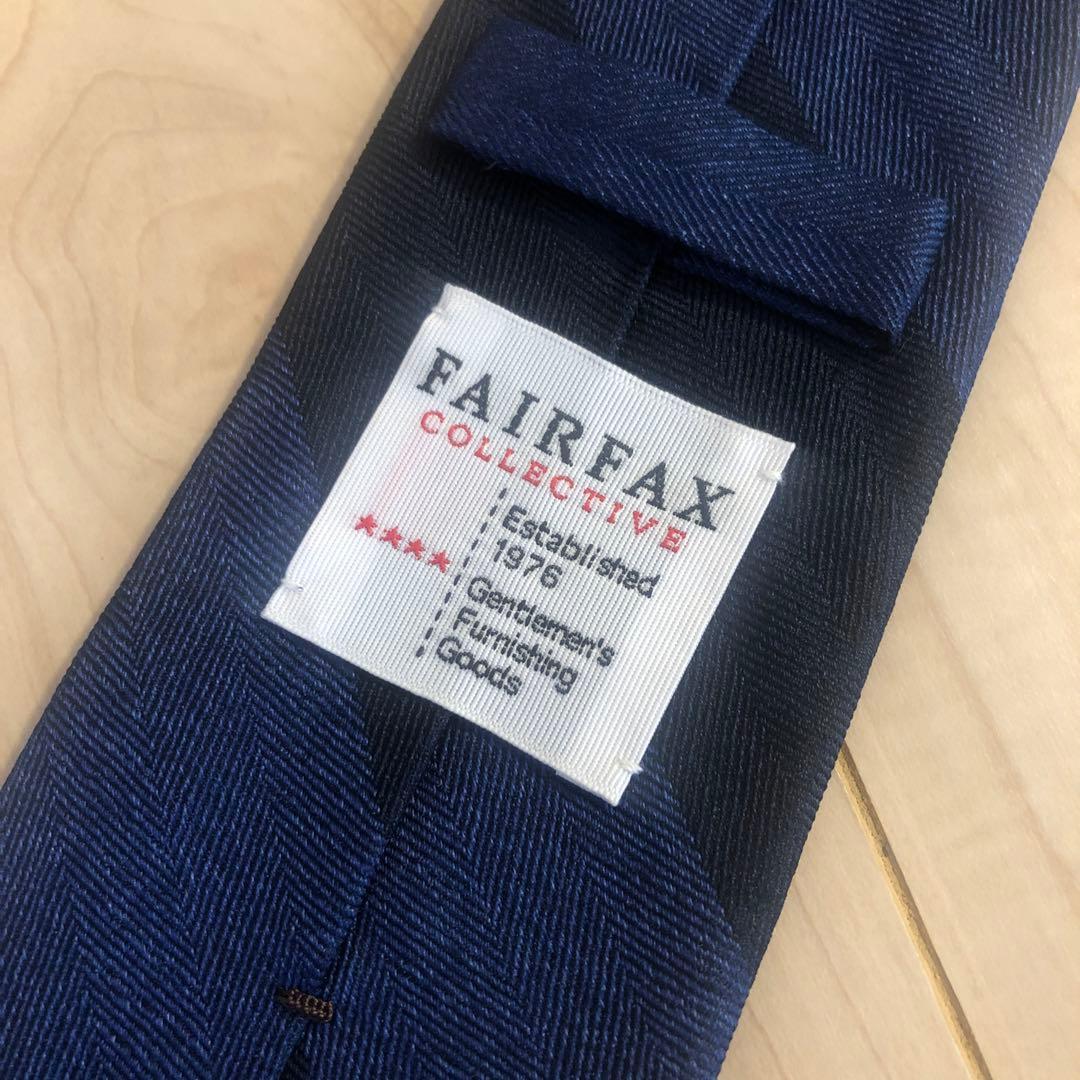 FAIRFAX
COLLECTIVE
★★★★
Established
1976
Gentlemen's
Furnishing
Goods